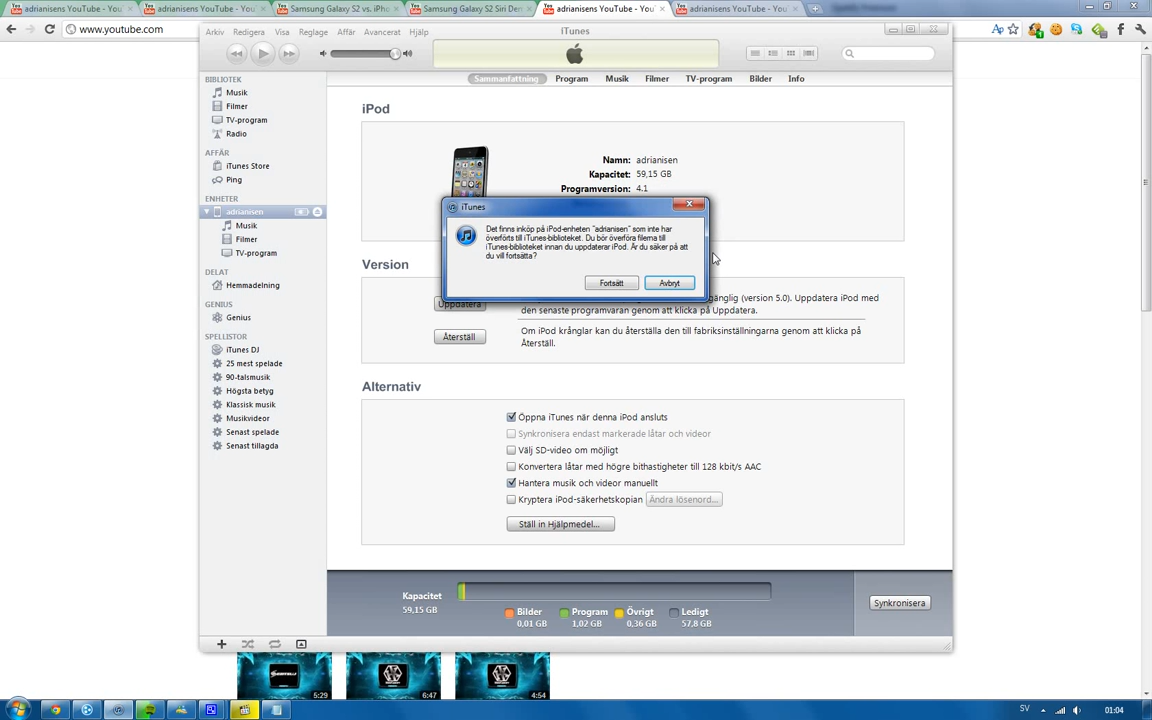 adrianisens YouTube - You
adrianisens YouTube - You
Samsung Galaxy S2 vs. iPho
Samsung Galaxy S2 Siri De
adrianisens YouTube - You
adrianisens YouTube - You
www.youtube.com
Arkiv Redigera Visa Reglage Affär Avancerat Hjälp
iTunes
Sammanfattning Program Musik Filmer TV-program Bilder Info
BIBLIOTEK
Musik
Filmer
TV-program
Radio
AFFÄR
iTunes Store
Ping
ENHETER
adrianisen
Musik
Filmer
TV-program
DELAT
Hemmadelning
GENIUS
Genius
SPELLISTOR
iTunes DJ
25 mest spelade
90-talsmusik
Högsta betyg
Klassisk musik
Musikvideor
Senast spelade
Senast tillagda
iPod
Namn: adrianisen
Kapacitet: 59,15 GB
Programversion: 4.1
iTunes
Det finns inköp på iPod-enheten "adrianisen" som inte har
överförts till iTunes-biblioteket. Du bör överföra filerna till
iTunes-biblioteket innan du uppdaterar iPod. Är du säker på att
du vill fortsätta?
Fortsätt Avbryt
Version
Uppdatera
gänglig (version 5.0). Uppdatera iPod med
den senaste programvaran genom att klicka på Uppdatera.
Återställ
Om iPod krånglar kan du återställa den till fabriksinställningarna genom att klicka på
Återställ.
Alternativ
Öppna iTunes när denna iPod ansluts
Synkronisera endast markerade låtar och videor
Välj SD-video om möjligt
Konvertera låtar med högre bithastigheter till 128 kbit/s AAC
Hantera musik och videor manuellt
Kryptera iPod-säkerhetskopian Ändra lösenord...
Ställ in Hjälpmedel...
Kapacitet
59,15 GB
Bilder
0,01 GB
Program
1,02 GB
Övrigt
0,36 GB
Ledigt
57,8 GB
Synkronisera
5:29
6:47
4:54
SV
01:04